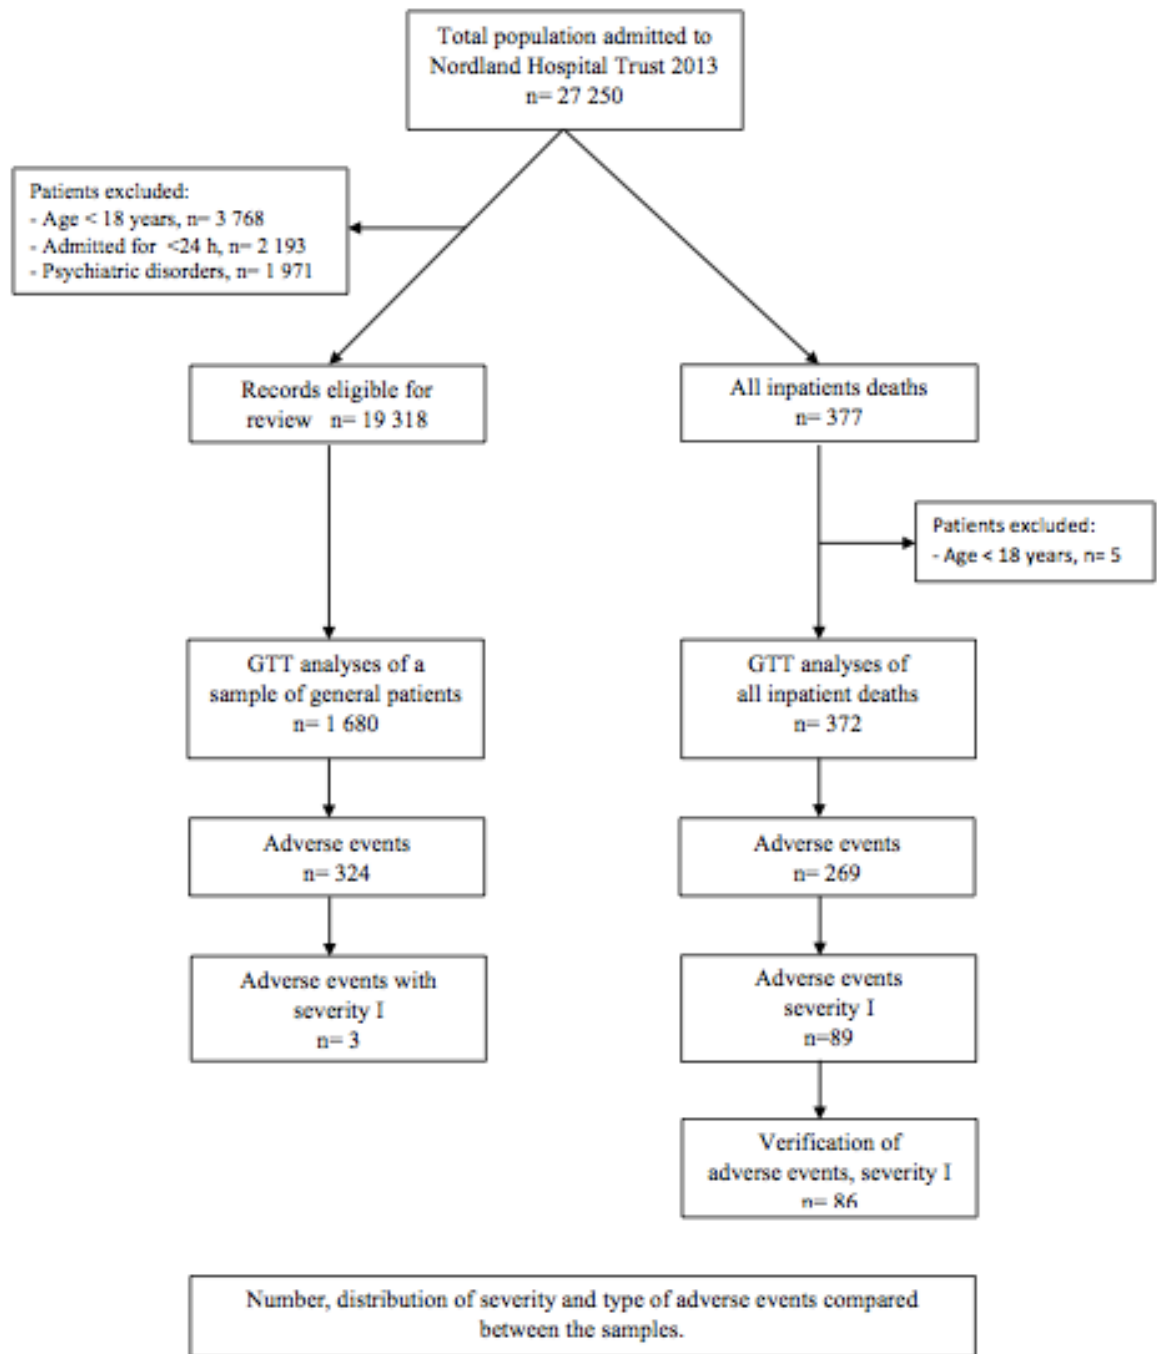 Total population admitted to
Nordland Hospital Trust 2013
n= 27 250
Patients excluded:
- Age < 18 years, n= 3 768
- Admitted for <24 h, n= 2 193
- Psychiatric disorders, n= 1 971
Records eligible for
review n= 19 318
All inpatients deaths
n= 377
Patients excluded:
- Age < 18 years, n= 5
GTT analyses of a
sample of general patients
n= 1 680
GTT analyses of
all inpatient deaths
n= 372
Adverse events
n= 324
Adverse events
n= 269
Adverse events with
severity I
n= 3
Adverse events
severity I
n=89
Verification of
adverse events, severity I
n= 86
Number, distribution of severity and type of adverse events compared
between the samples.